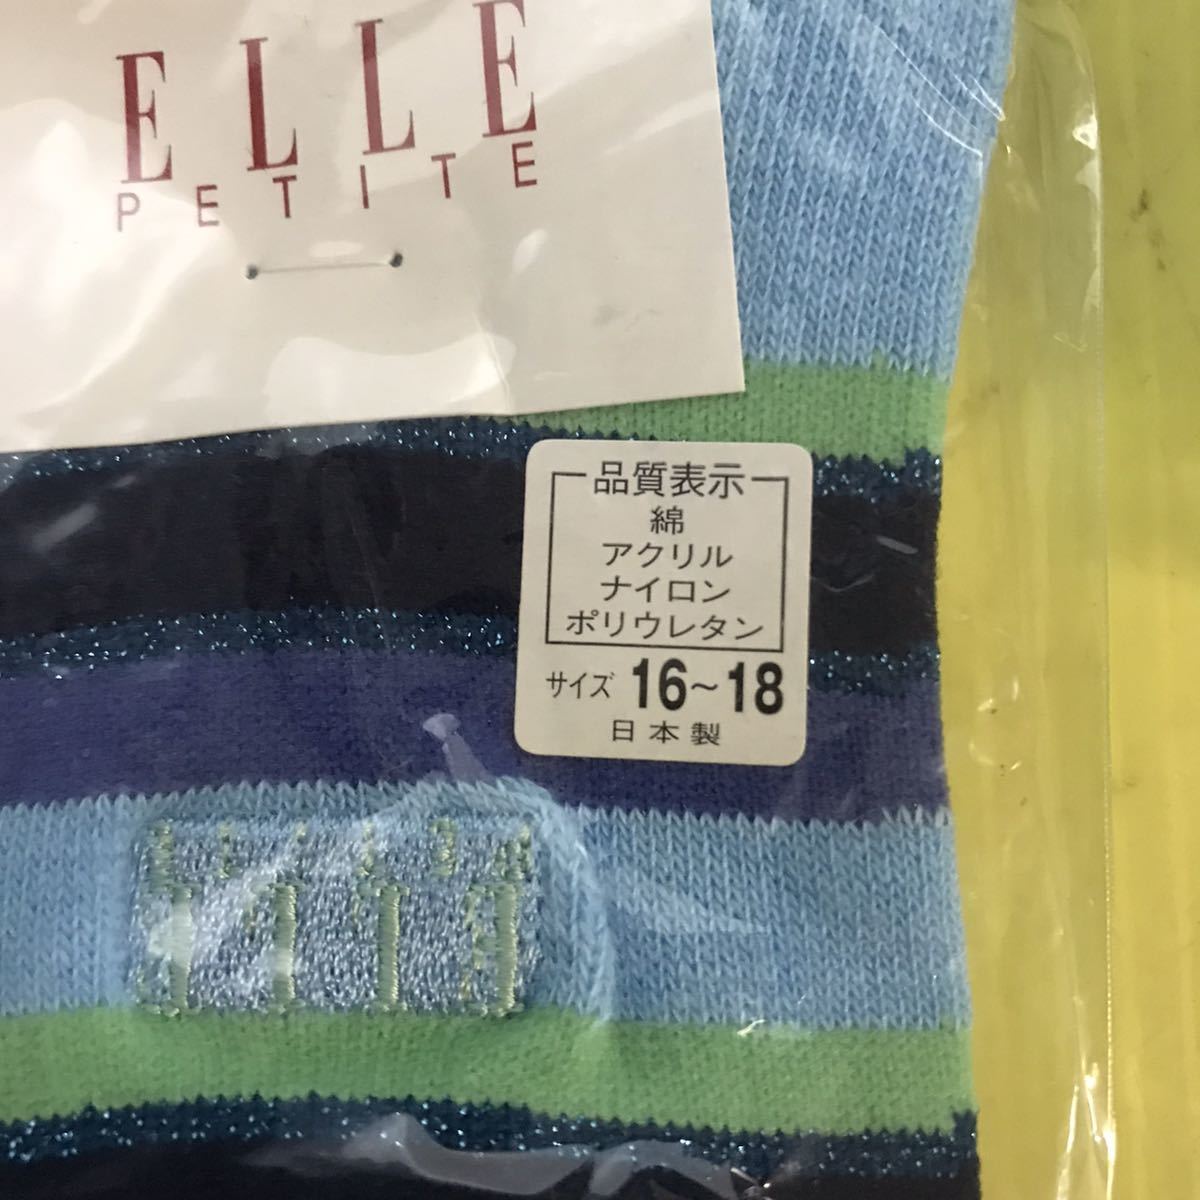 ELLE
PETITE
品質表示
綿
アクリル
ナイロン
ポリウレタン
サイズ 16～18
日本製